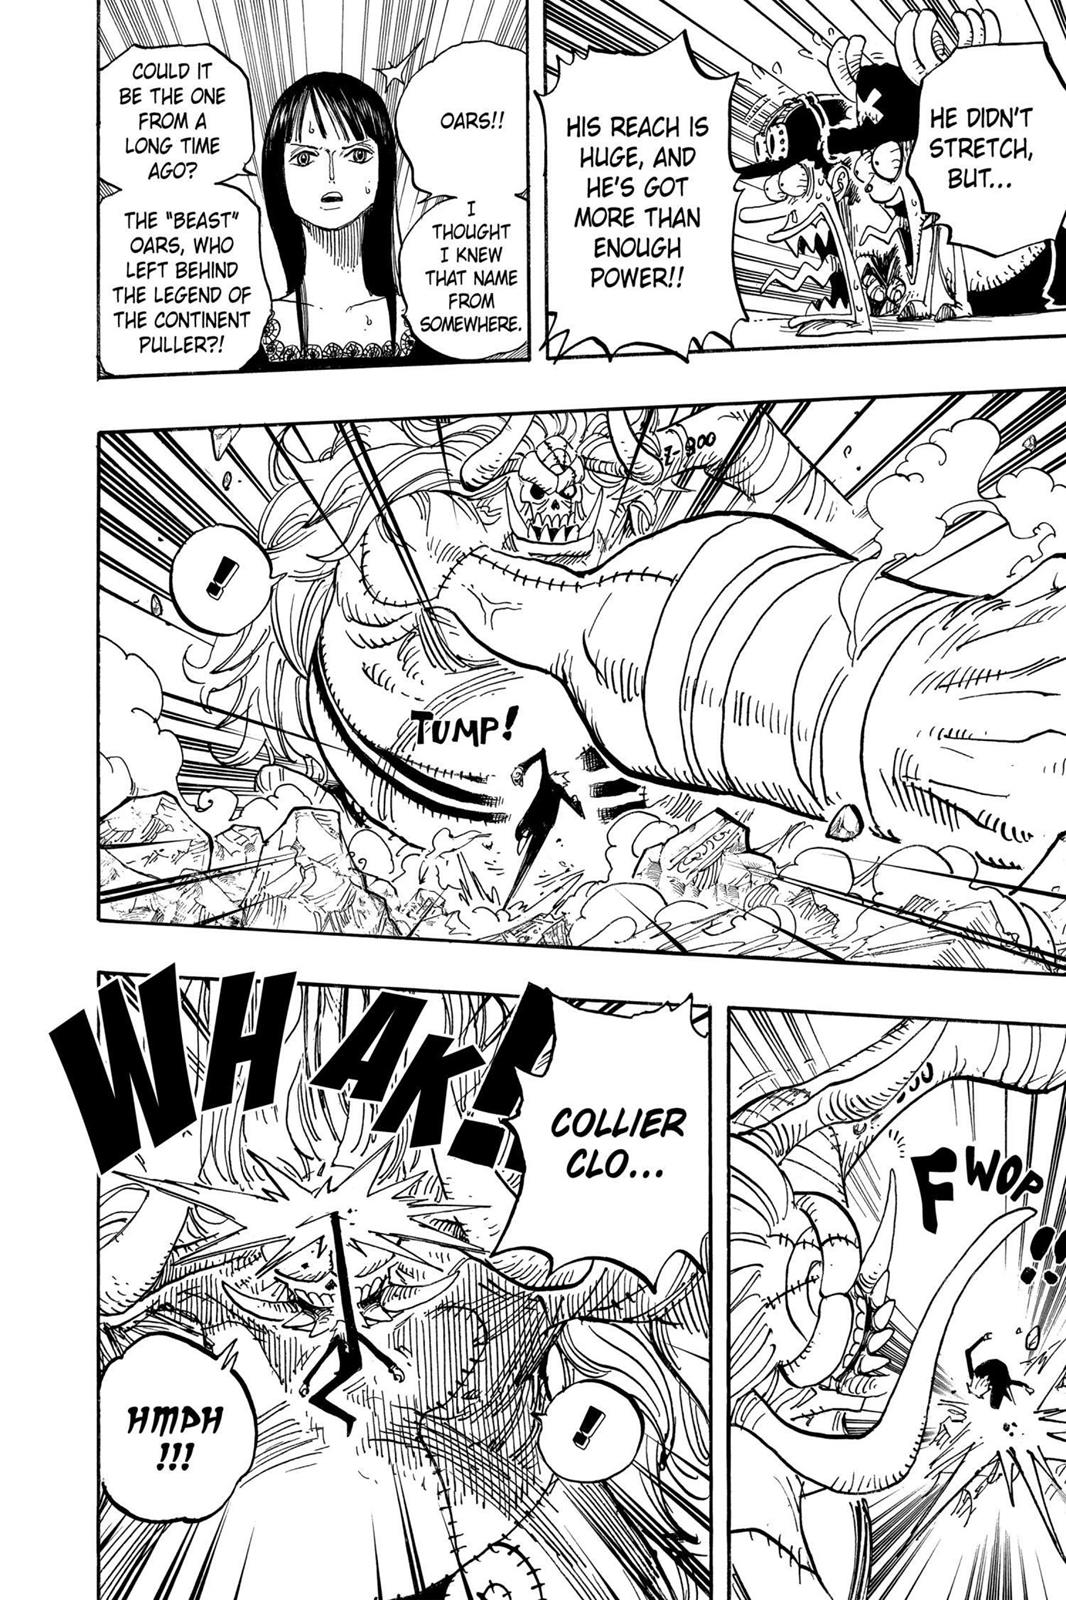 HE DIDN'T
STRETCH,
BUT...
HIS REACH IS
HUGE, AND
HE'S GOT
MORE THAN
ENOUGH
POWER!!
OARS!!
I
THOUGHT
I KNEW
THAT NAME
FROM
SOMEWHERE.
COULD IT
BE THE ONE
FROM A
LONG TIME
AGO?
THE "BEAST"
OARS, WHO
LEFT BEHIND
THE LEGEND OF
THE CONTINENT
PULLER?!
!
TUMP!
FWOP
!!
COLLIER
CLO...
WHAK!
!
HMPH
!!!